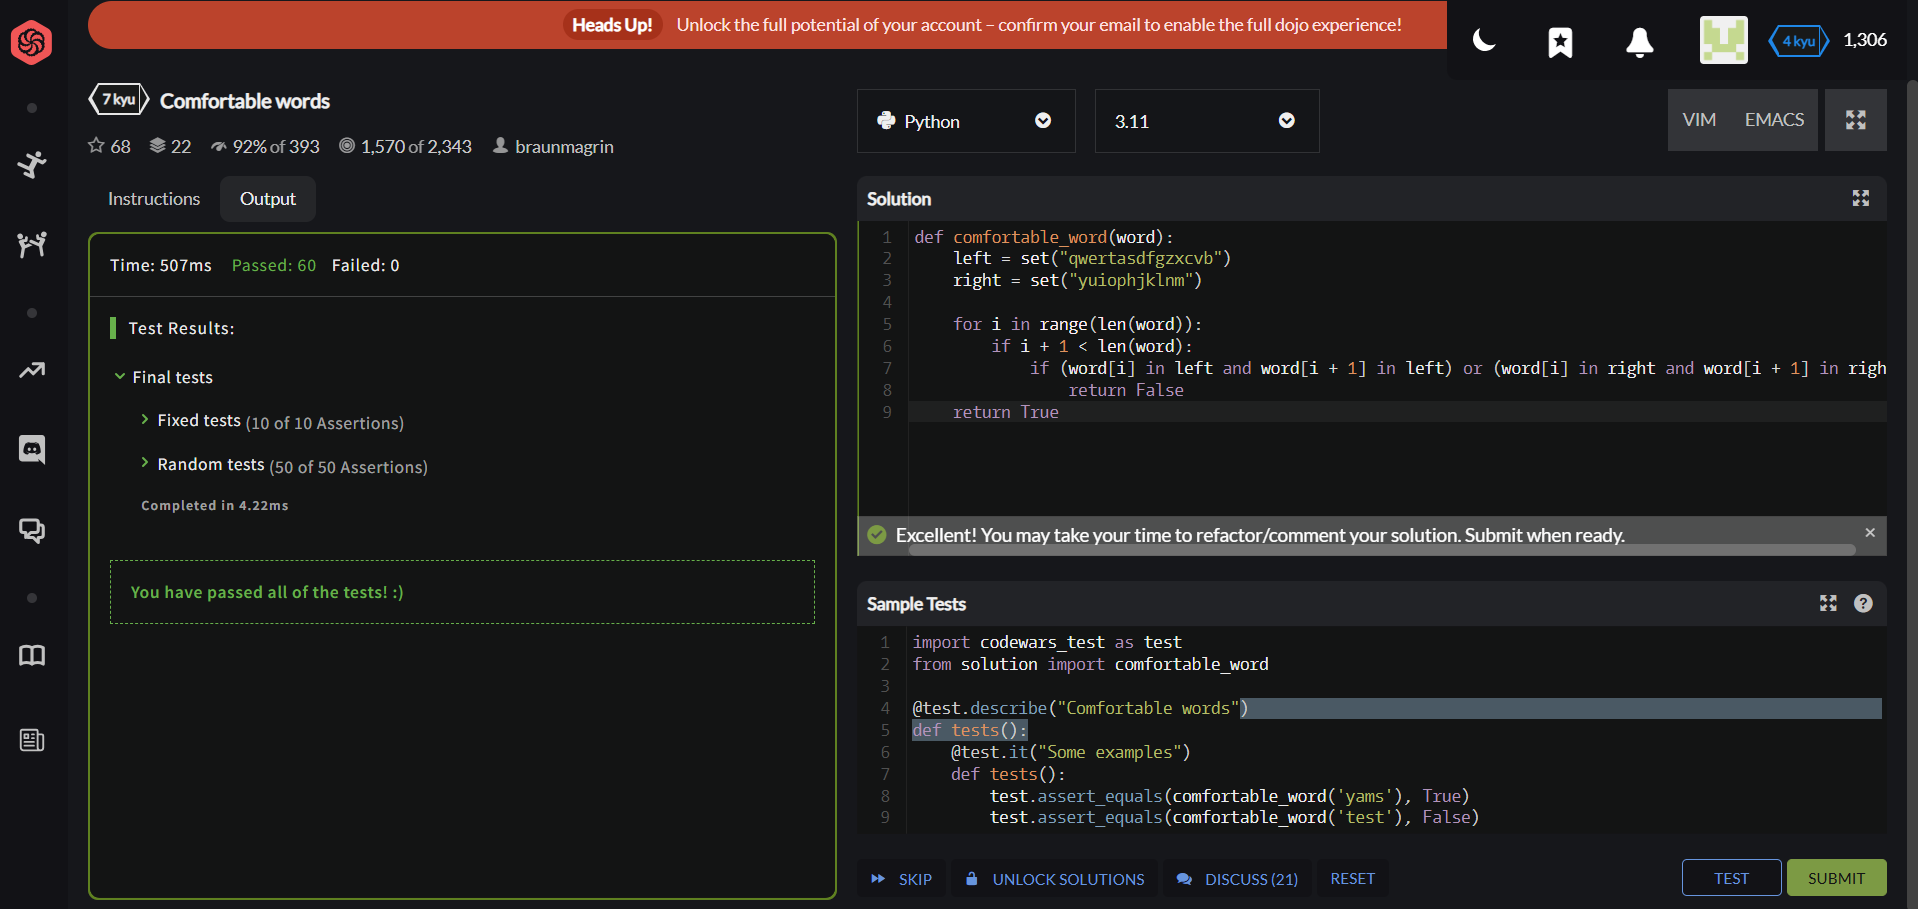 Heads Up! Unlock the full potential of your account – confirm your email to enable the full dojo experience!
4 kyu 1,306
7 kyu Comfortable words
68 22 92% of 393 1,570 of 2,343 braunmagrin
Instructions Output
Time: 507ms Passed: 60 Failed: 0
Test Results:
Final tests
Fixed tests (10 of 10 Assertions)
Random tests (50 of 50 Assertions)
Completed in 4.22ms
You have passed all of the tests! :)
Python 3.11 VIM EMACS
Solution
1 def comfortable_word(word):
2     left = set("qwertasdfgzxcvb")
3     right = set("yuiophjklnm")
4
5     for i in range(len(word)):
6         if i + 1 < len(word):
7             if (word[i] in left and word[i + 1] in left) or (word[i] in right and word[i + 1] in righ
8                 return False
9     return True
Excellent! You may take your time to refactor/comment your solution. Submit when ready. ×
Sample Tests ?
1 import codewars_test as test
2 from solution import comfortable_word
3
4 @test.describe("Comfortable words")
5 def tests():
6     @test.it("Some examples")
7     def tests():
8         test.assert_equals(comfortable_word('yams'), True)
9         test.assert_equals(comfortable_word('test'), False)
SKIP UNLOCK SOLUTIONS DISCUSS (21) RESET TEST SUBMIT